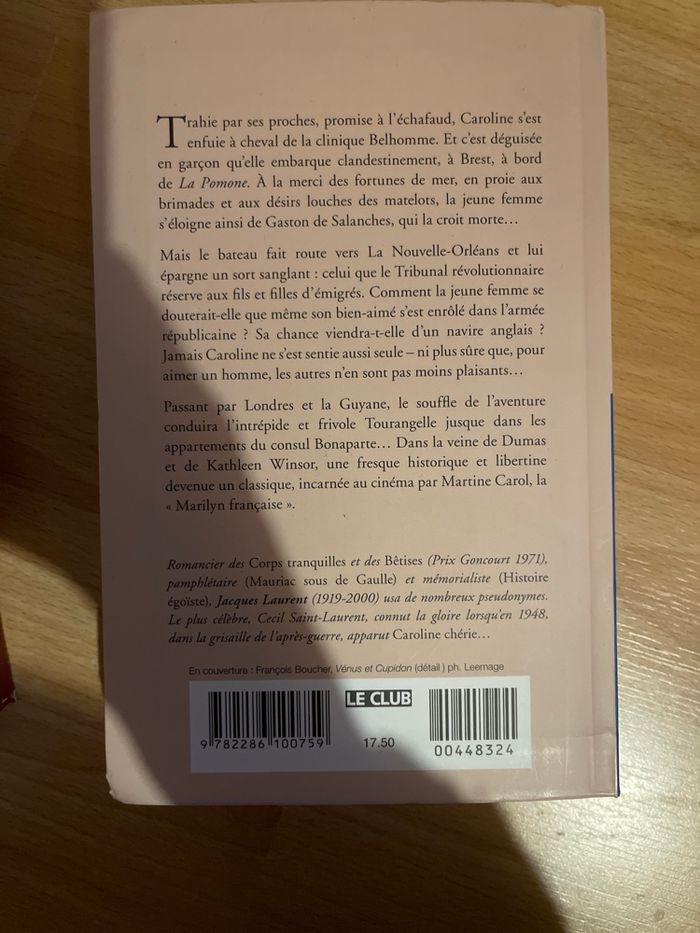 Trahie par ses proches, promise à l'échafaud, Caroline s'est
enfuie à cheval de la clinique Belhomme. Et c'est déguisée
en garçon qu'elle embarque clandestinement, à Brest, à bord
de La Pomone. À la merci des fortunes de mer, en proie aux
brimades et aux désirs louches des matelots, la jeune femme
s'éloigne ainsi de Gaston de Salanches, qui la croit morte…
Mais le bateau fait route vers La Nouvelle-Orléans et lui
épargne un sort sanglant : celui que le Tribunal révolutionnaire
réserve aux fils et filles d'émigrés. Comment la jeune femme se
douterait-elle que même son bien-aimé s'est enrôlé dans l'armée
républicaine ? Sa chance viendra-t-elle d'un navire anglais ?
Jamais Caroline ne s'est sentie aussi seule – ni plus sûre que, pour
aimer un homme, les autres n'en sont pas moins plaisants…
Passant par Londres et la Guyane, le souffle de l'aventure
conduira l'intrépide et frivole Tourangelle jusque dans les
appartements du consul Bonaparte… Dans la veine de Dumas
et de Kathleen Winsor, une fresque historique et libertine
devenue un classique, incarnée au cinéma par Martine Carol, la
« Marilyn française ».
Romancier des Corps tranquilles et des Bêtises (Prix Goncourt 1971),
pamphlétaire (Mauriac sous de Gaulle) et mémorialiste (Histoire
égoïste), Jacques Laurent (1919-2000) usa de nombreux pseudonymes.
Le plus célèbre, Cecil Saint-Laurent, connut la gloire lorsqu'en 1948,
dans la grisaille de l'après-guerre, apparut Caroline chérie…
En couverture : François Boucher, Vénus et Cupidon (détail ) ph. Leemage
LE CLUB
9 782286 100759
17.50
00448324